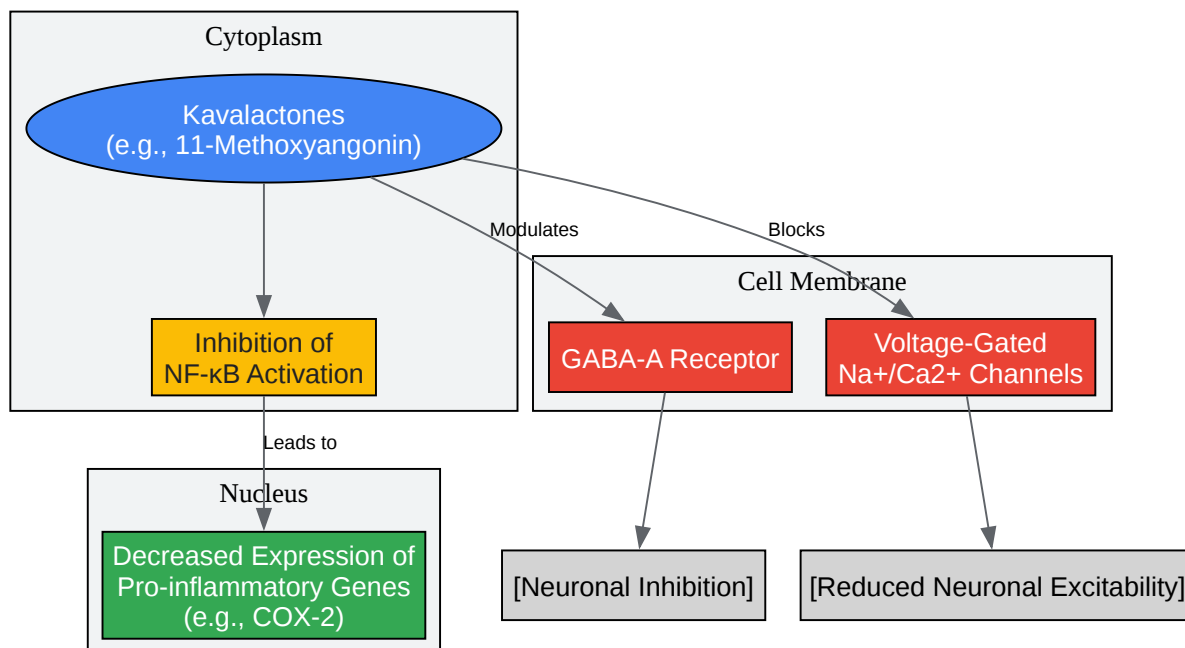 Cytoplasm
Kavalactones
(e.g., 11-Methoxyangonin)
Modulates
Blocks
Cell Membrane
Inhibition of
NF-κB Activation
GABA-A Receptor
Voltage-Gated
Na+/Ca2+ Channels
Leads to
Nucleus
Decreased Expression of
Pro-inflammatory Genes
(e.g., COX-2)
[Neuronal Inhibition]
[Reduced Neuronal Excitability]